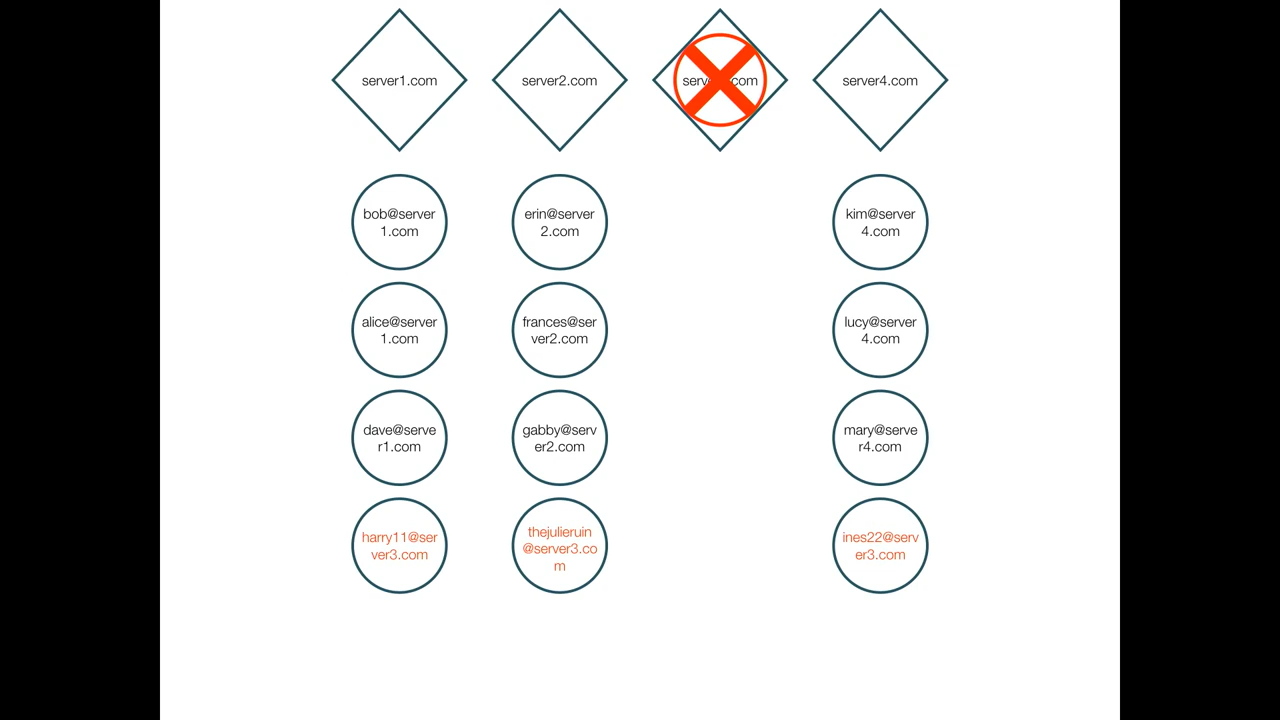 server1.com
server2.com
server4.com
bob@server
1.com
erin@server
2.com
kim@server
4.com
alice@server
1.com
frances@ser
ver2.com
lucy@server
4.com
dave@serve
r1.com
gabby@serv
er2.com
mary@serve
r4.com
harry11@ser
ver3.com
thejulieruin
@server3.co
m
ines22@serv
er3.com